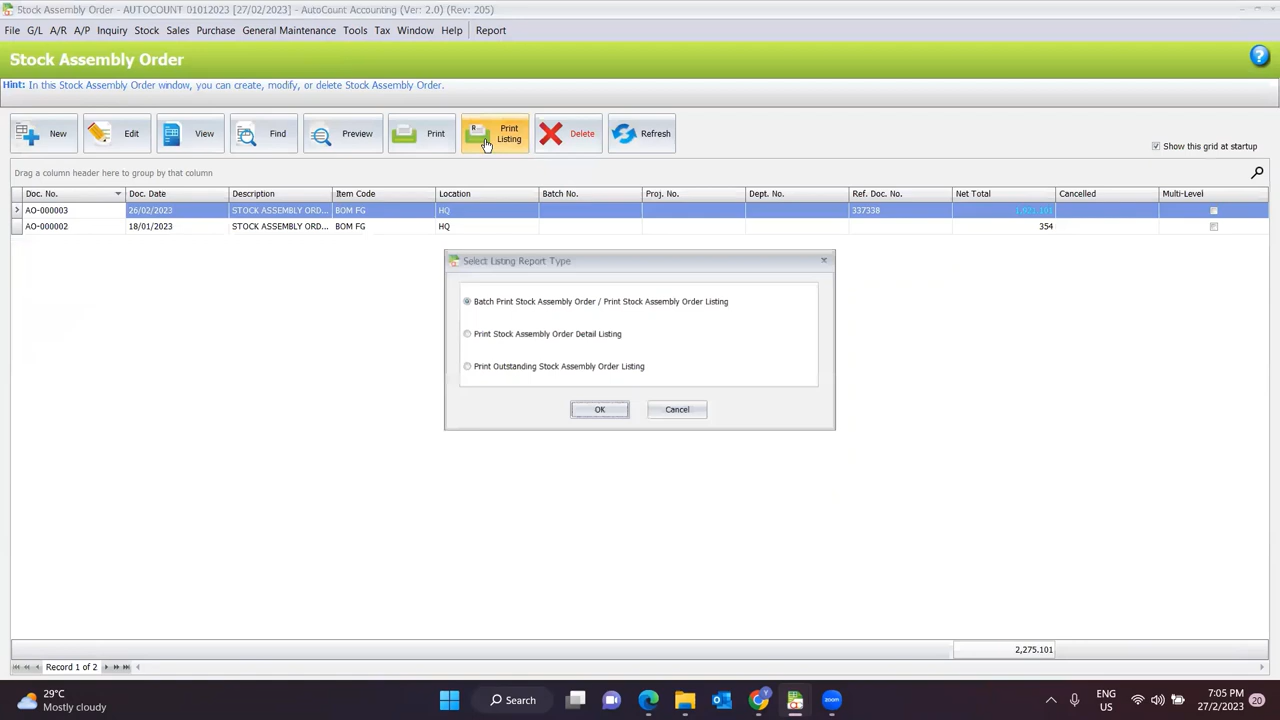 Stock Assembly Order - AUTOCOUNT 01012023 [27/02/2023] - AutoCount Accounting (Ver: 2.0) (Rev: 205)
File G/L A/R A/P Inquiry Stock Sales Purchase General Maintenance Tools Tax Window Help Report
Stock Assembly Order
?
Hint: In this Stock Assembly Order window, you can create, modify, or delete Stock Assembly Order.
New Edit View Find Preview Print Print Listing Delete Refresh
Show this grid at startup
Drag a column header here to group by that column
Doc. No. Doc. Date Description Item Code Location Batch No. Proj. No. Dept. No. Ref. Doc. No. Net Total Cancelled Multi-Level
AO-000003 26/02/2023 STOCK ASSEMBLY ORD... BOM FG HQ 337338 1,921.101
AO-000002 18/01/2023 STOCK ASSEMBLY ORD... BOM FG HQ 354
Select Listing Report Type
Batch Print Stock Assembly Order / Print Stock Assembly Order Listing
Print Stock Assembly Order Detail Listing
Print Outstanding Stock Assembly Order Listing
OK Cancel
2,275.101
Record 1 of 2
29°C
Mostly cloudy
Search
zoom
ENG
US
7:05 PM
27/2/2023
20